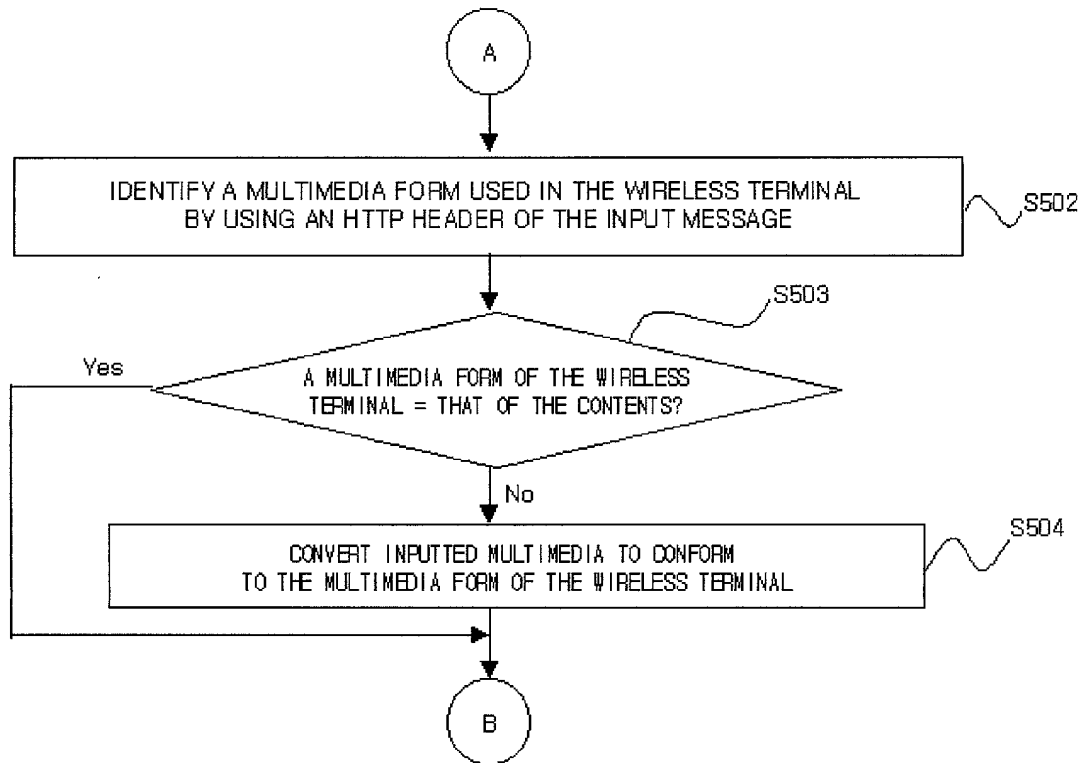 A
IDENTIFY A MULTIMEDIA FORM USED IN THE WIRELESS TERMINAL
BY USING AN HTTP HEADER OF THE INPUT MESSAGE
S502
S503
Yes
A MULTIMEDIA FORM OF THE WIRELESS
TERMINAL = THAT OF THE CONTENTS?
No
S504
CONVERT INPUTTED MULTIMEDIA TO CONFORM
TO THE MULTIMEDIA FORM OF THE WIRELESS TERMINAL
B